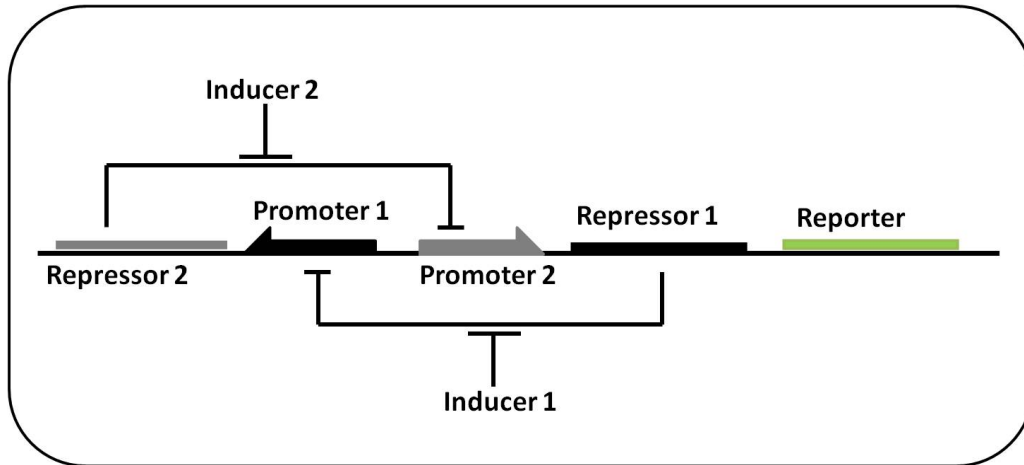 Inducer 2
Promoter 1
Repressor 1
Reporter
Repressor 2
Promoter 2
Inducer 1